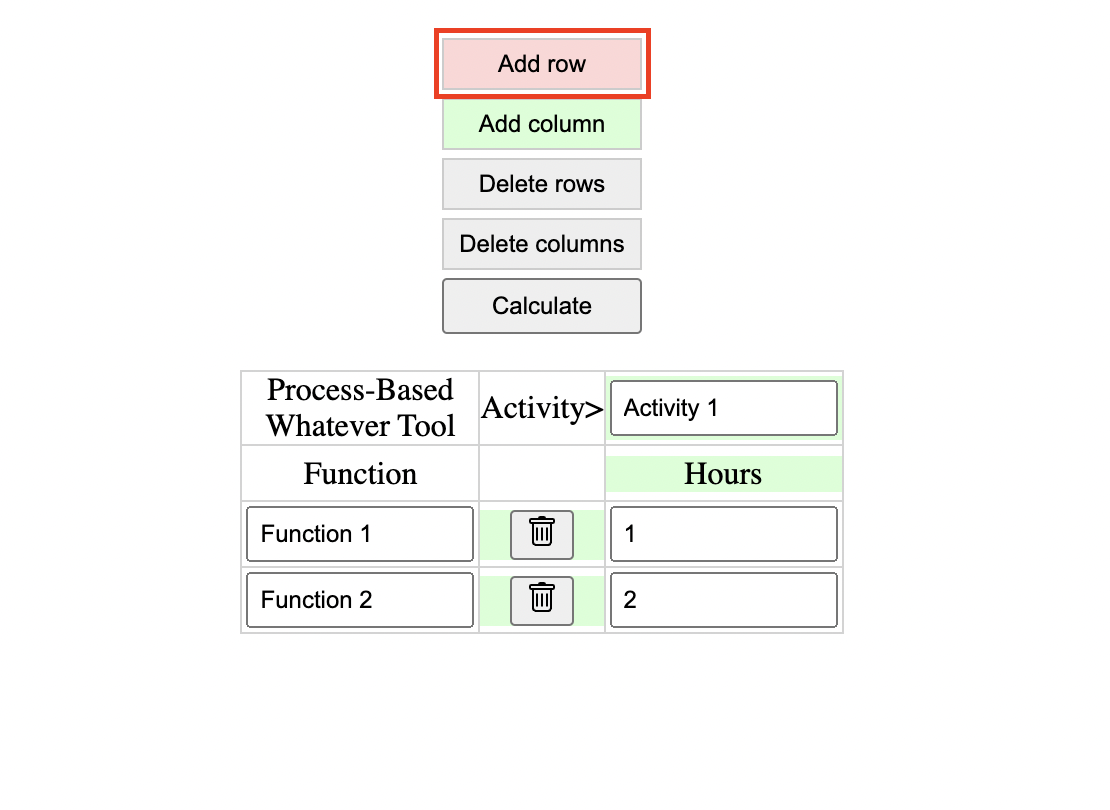 Add row
Add column
Delete rows
Delete columns
Calculate
Process-Based
Whatever Tool
Activity>
Activity 1
Function
Hours
Function 1
1
Function 2
2